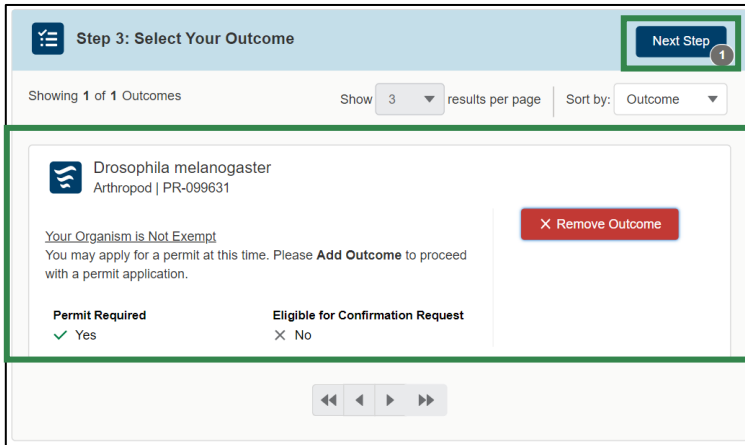 Step 3: Select Your Outcome
Next Step
1
Showing 1 of 1 Outcomes
Show 3 results per page
Sort by: Outcome
Drosophila melanogaster
Arthropod | PR-099631
X Remove Outcome
Your Organism is Not Exempt
You may apply for a permit at this time. Please Add Outcome to proceed
with a permit application.
Permit Required
Eligible for Confirmation Request
Yes
No